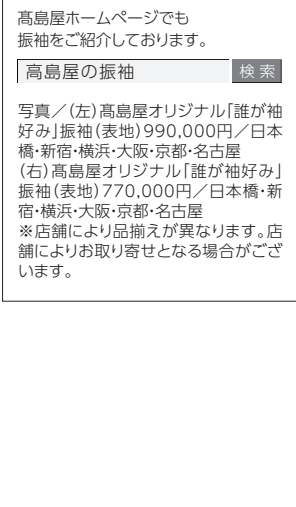 髙島屋ホームページでも
振袖をご紹介しております。
高島屋の振袖 検索
写真／(左)髙島屋オリジナル「誰が袖
好み」振袖(表地)990,000円／日本
橋・新宿・横浜・大阪・京都・名古屋
(右)髙島屋オリジナル「誰が袖好み」
振袖(表地)770,000円／日本橋・新
宿・横浜・大阪・京都・名古屋
※店舗により品揃えが異なります。店
舗によりお取り寄せとなる場合がござ
います。